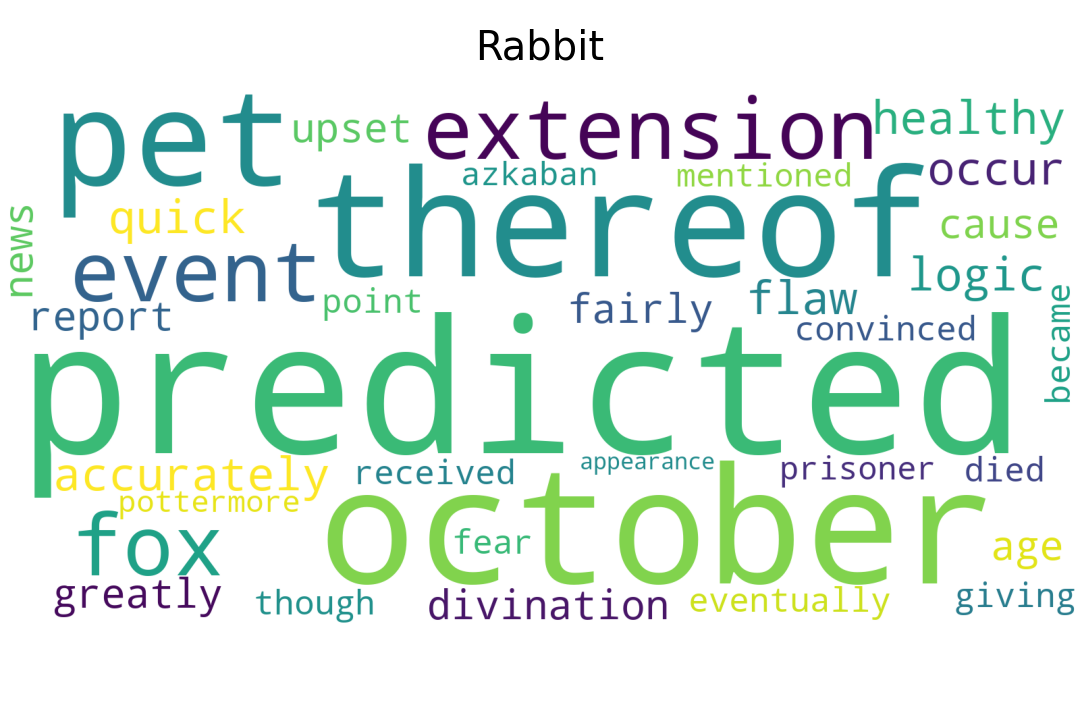 Rabbit
pet upset extension healthy
azkaban mentioned occur
news quick thereof cause
event logic
report point fairly flaw convinced became
predicted
accurately received appearance prisoner died
pottermore october
fox fear age
greatly though divination eventually giving